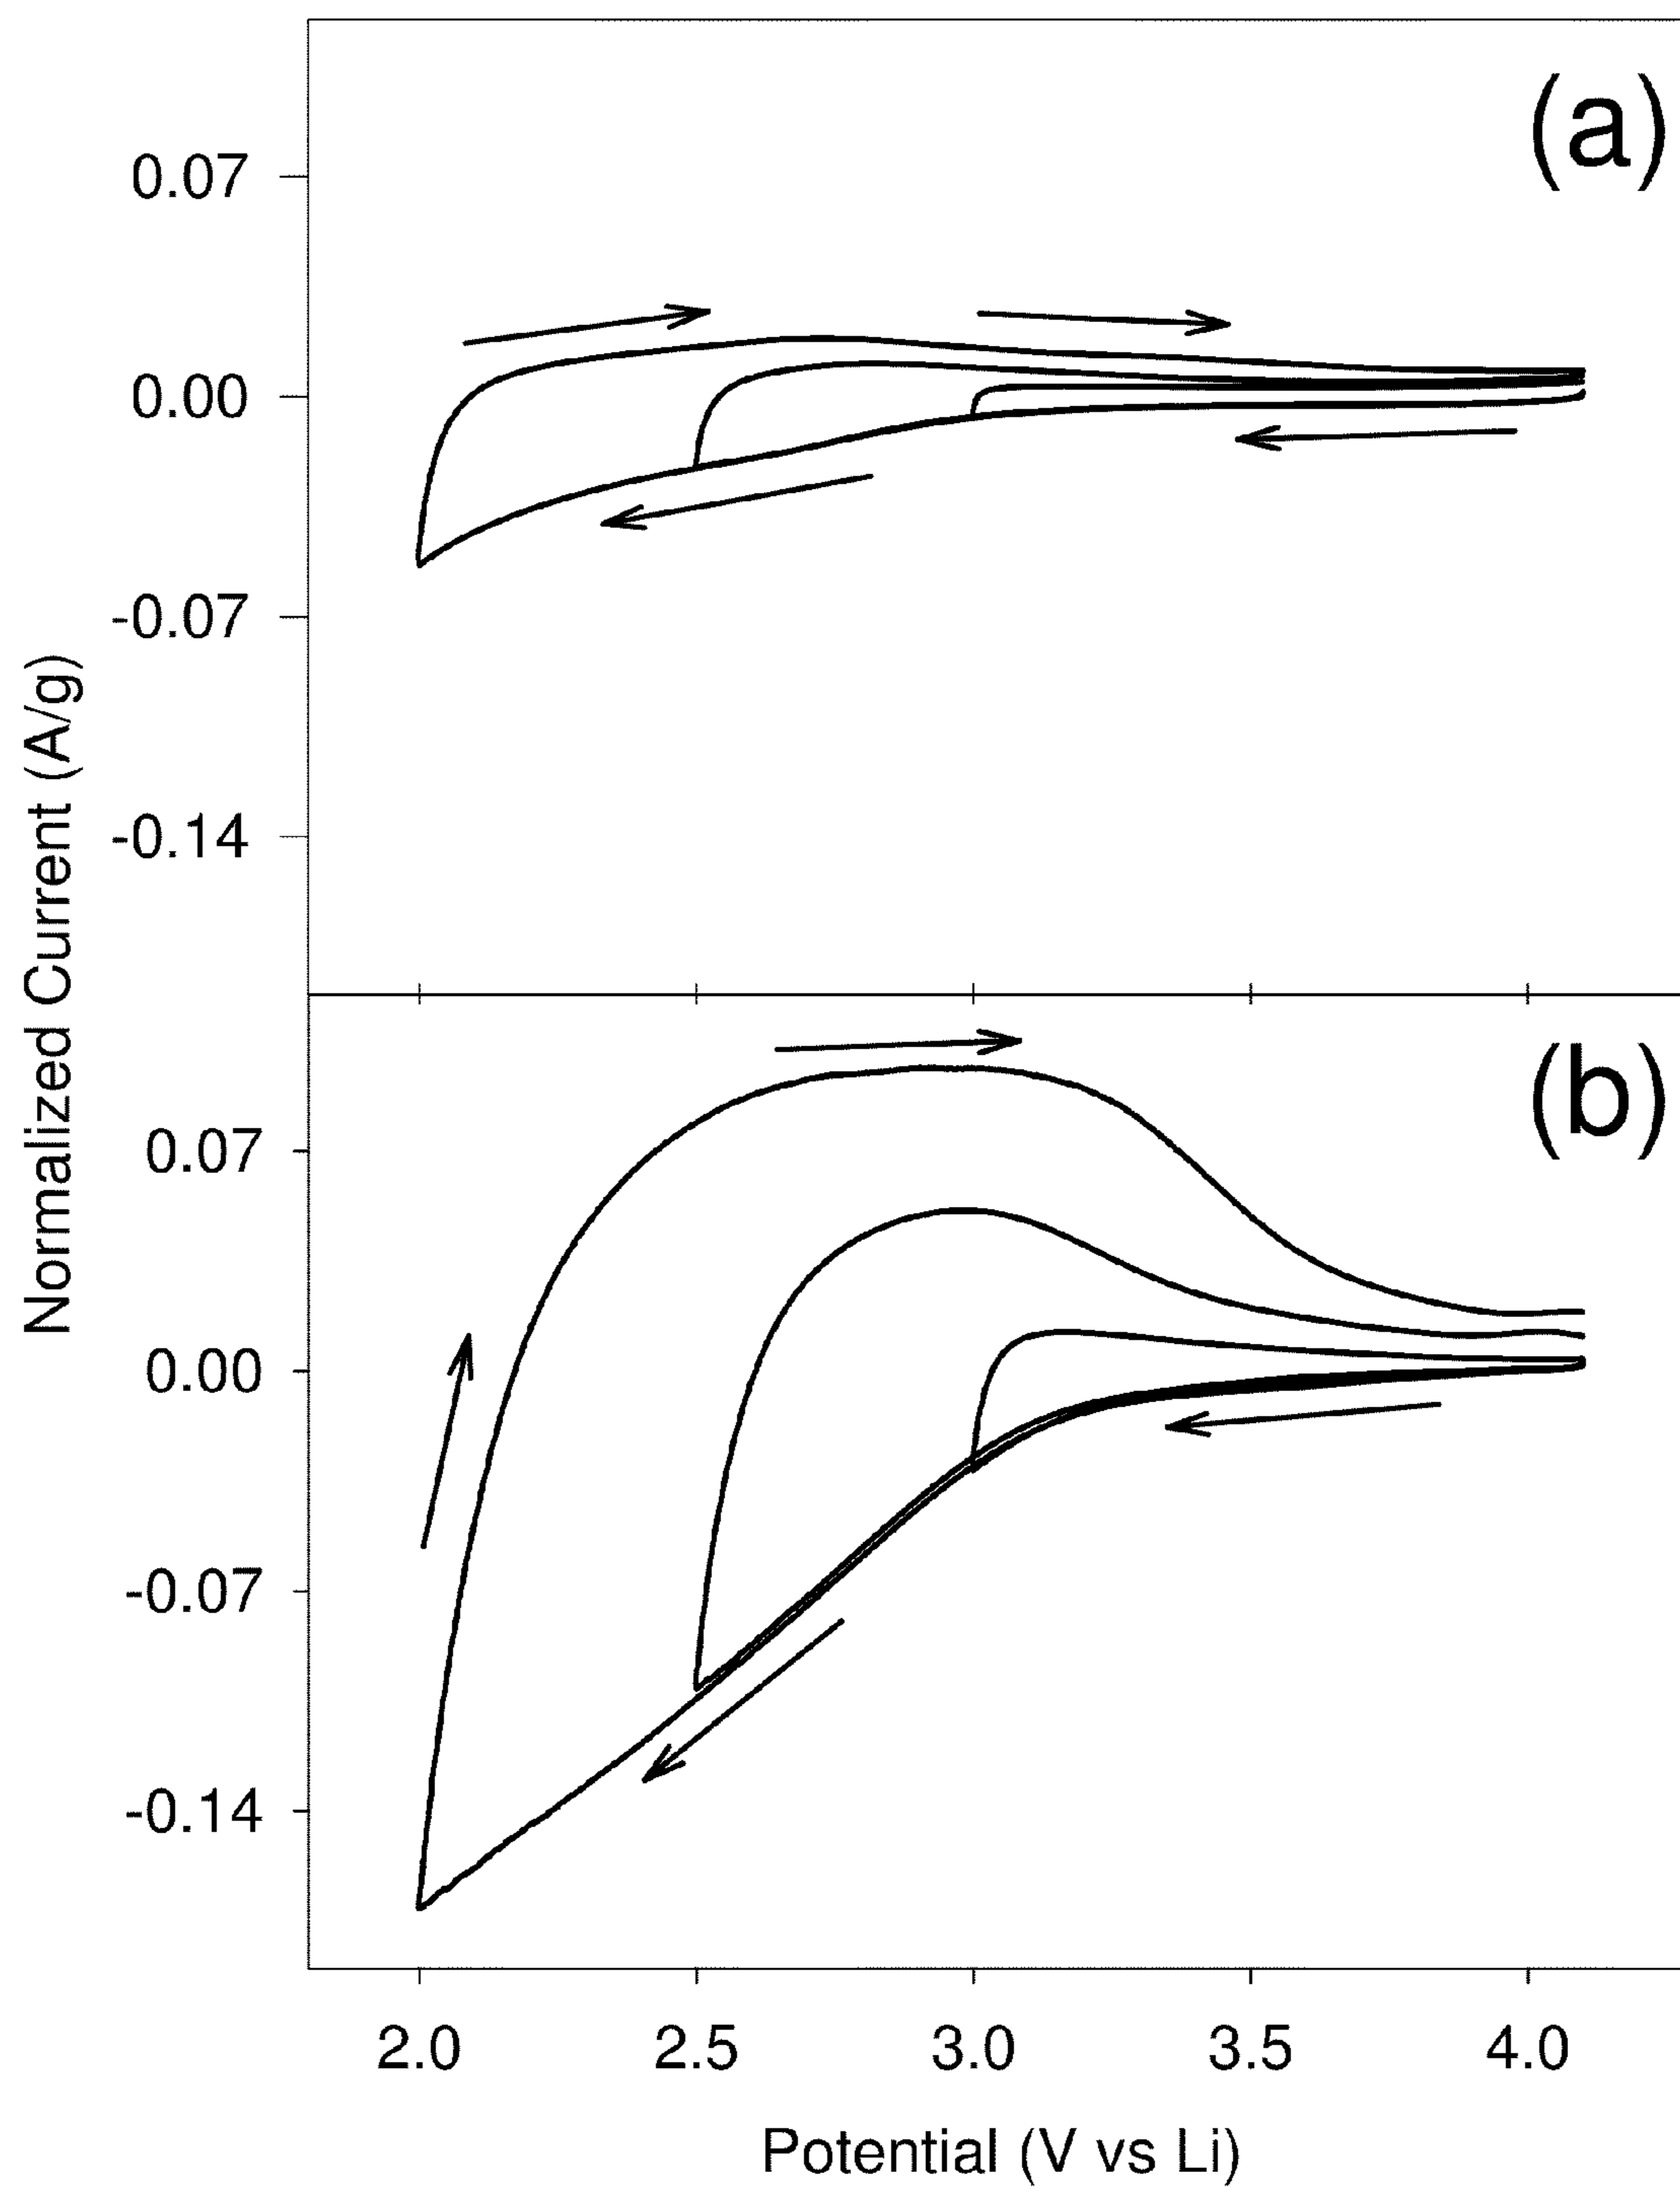 (a)
0.07
0.00
-0.07
-0.14
Normalized Current (A/g)
(b)
0.07
0.00
-0.07
-0.14
2.0 2.5 3.0 3.5 4.0
Potential (V vs Li)